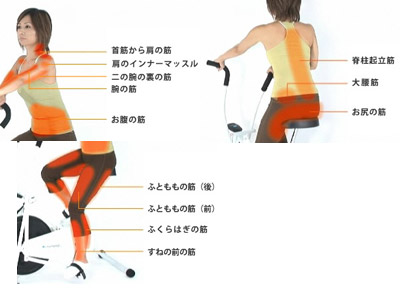 首筋から肩の筋
肩のインナーマッスル
二の腕の裏の筋
腕の筋
お腹の筋
脊柱起立筋
大腰筋
お尻の筋
ふとももの筋（後）
ふとももの筋（前）
ふくらはぎの筋
すねの前の筋